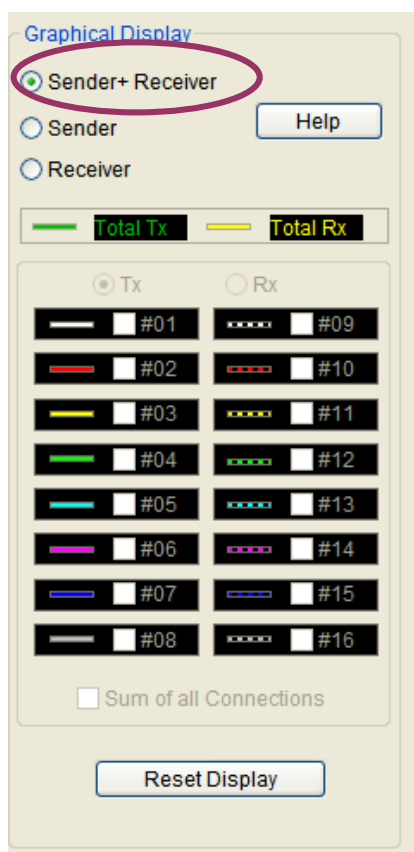 Graphical Display
Sender+ Receiver
Sender
Help
Receiver
Total Tx Total Rx
Tx Rx
#01 #09
#02 #10
#03 #11
#04 #12
#05 #13
#06 #14
#07 #15
#08 #16
Sum of all Connections
Reset Display